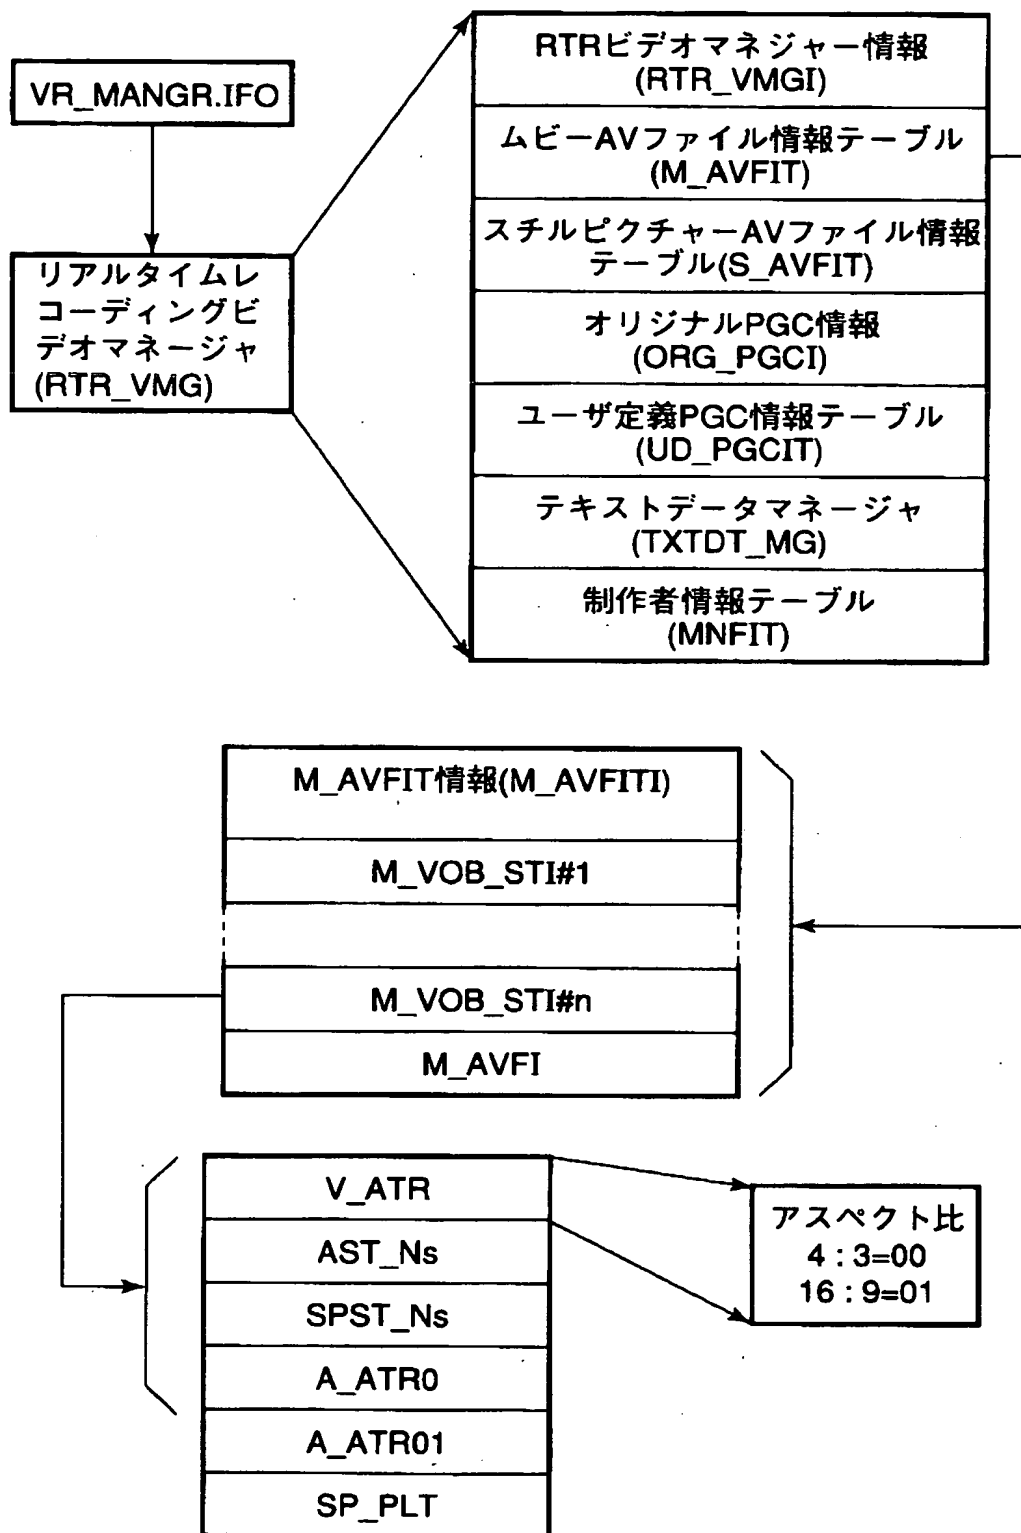 VR_MANGR.IFO
リアルタイムレ
コーディングビ
デオマネージャ
(RTR_VMG)
RTRビデオマネジャー情報
(RTR_VMGI)
ムビーAVファイル情報テーブル
(M_AVFIT)
スチルピクチャーAVファイル情報
テーブル(S_AVFIT)
オリジナルPGC情報
(ORG_PGCI)
ユーザ定義PGC情報テーブル
(UD_PGCIT)
テキストデータマネージャ
(TXTDT_MG)
制作者情報テーブル
(MNFIT)
M_AVFIT情報(M_AVFITI)
M_VOB_STI#1
M_VOB_STI#n
M_AVFI
V_ATR
AST_Ns
SPST_Ns
A_ATR0
A_ATR01
SP_PLT
アスペクト比
4 : 3=00
16 : 9=01